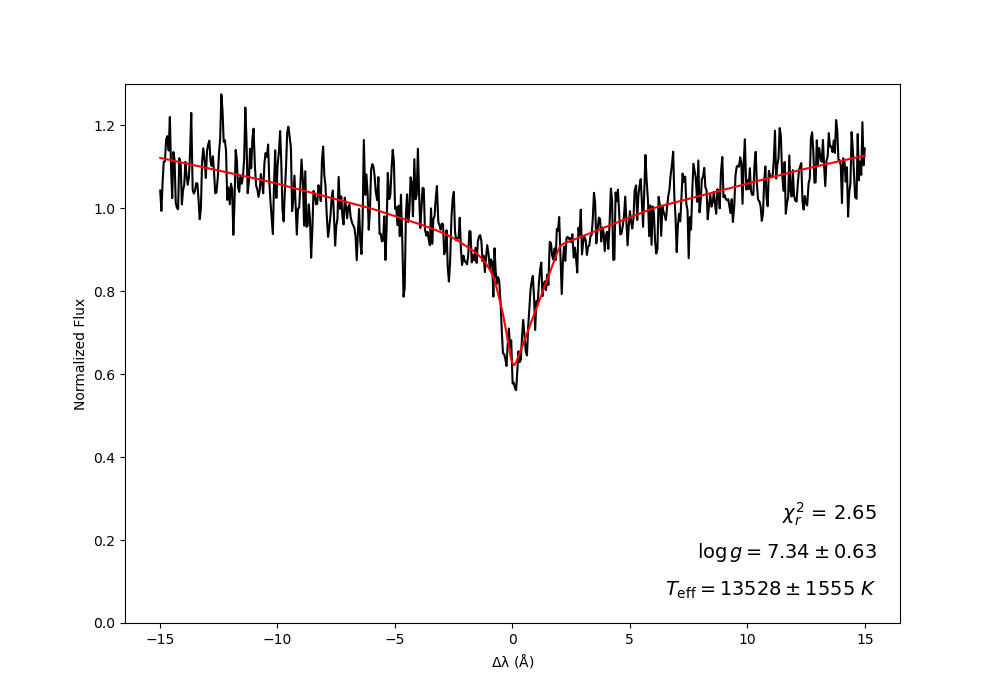 Normalized Flux
1.2
1.0
0.8
0.6
0.4
0.2
0.0
χ²ᵣ = 2.65
log g = 7.34 ± 0.63
T_eff = 13528 ± 1555 K
−15 −10 −5 0 5 10 15
Δλ (Å)